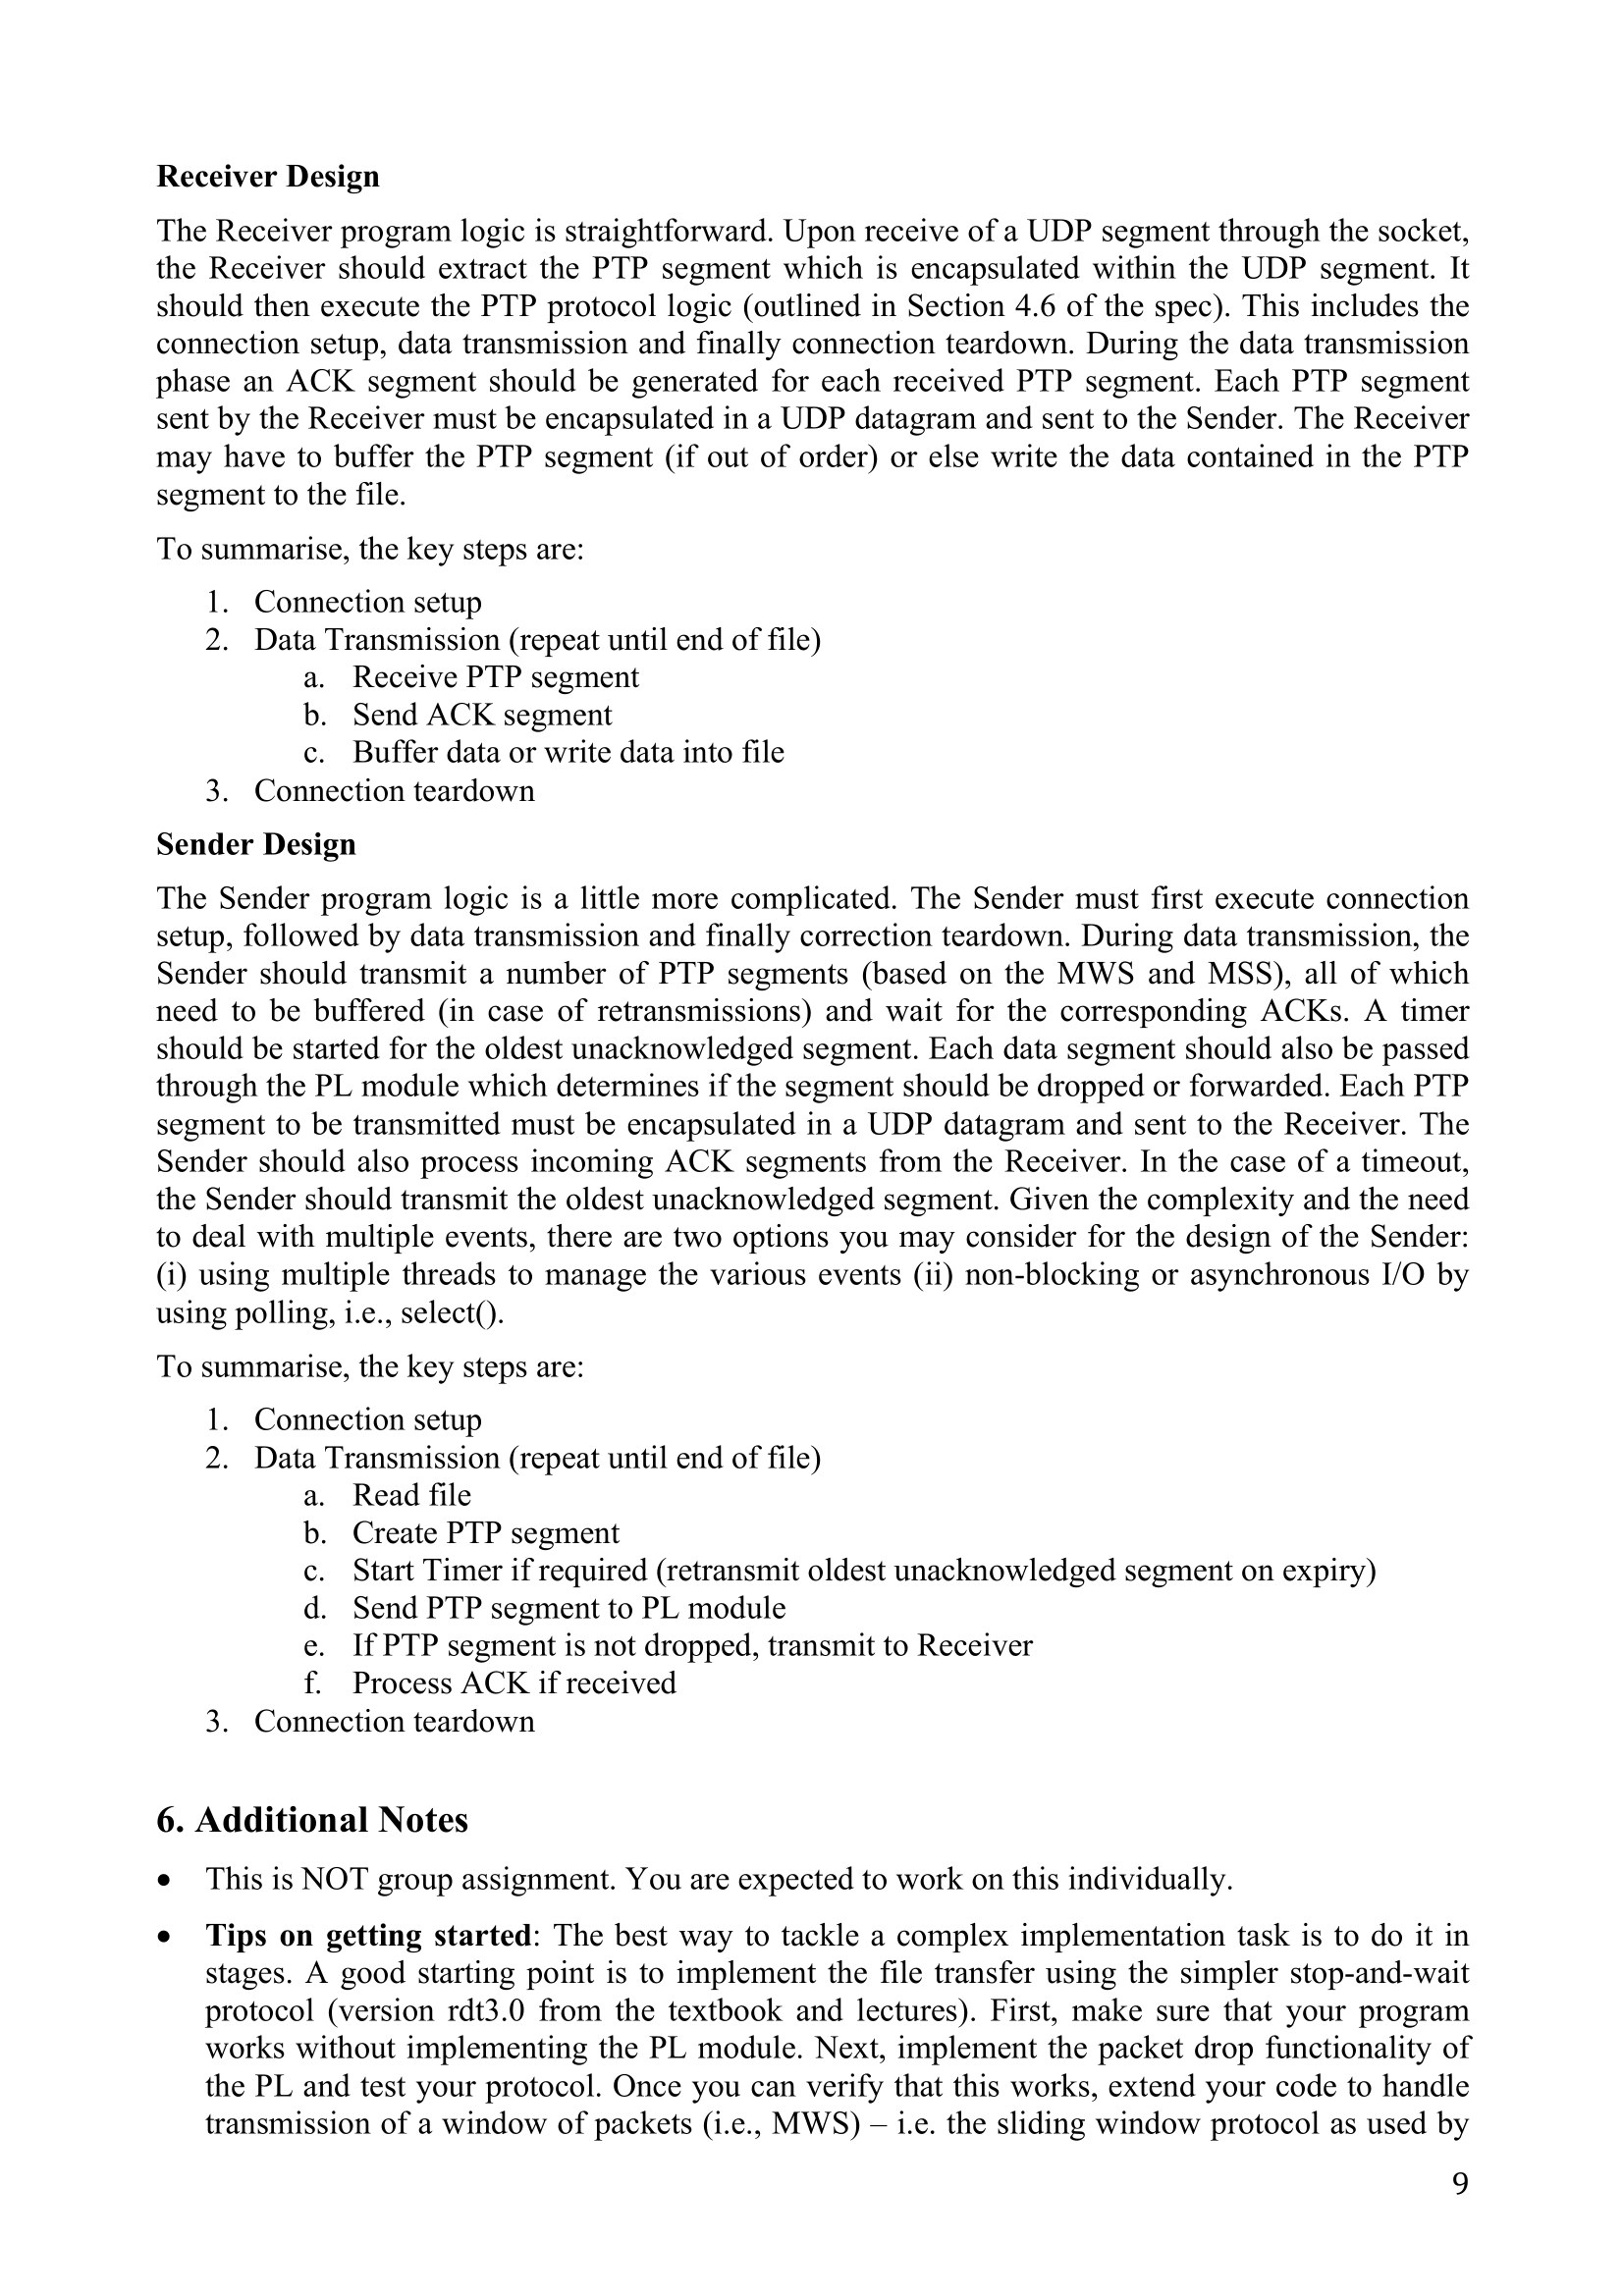 Receiver Design
The Receiver program logic is straightforward. Upon receive of a UDP segment through the socket,
the Receiver should extract the PTP segment which is encapsulated within the UDP segment. It
should then execute the PTP protocol logic (outlined in Section 4.6 of the spec). This includes the
connection setup, data transmission and finally connection teardown. During the data transmission
phase an ACK segment should be generated for each received PTP segment. Each PTP segment
sent by the Receiver must be encapsulated in a UDP datagram and sent to the Sender. The Receiver
may have to buffer the PTP segment (if out of order) or else write the data contained in the PTP
segment to the file.
To summarise, the key steps are:
1. Connection setup
2. Data Transmission (repeat until end of file)
a. Receive PTP segment
b. Send ACK segment
c. Buffer data or write data into file
3. Connection teardown
Sender Design
The Sender program logic is a little more complicated. The Sender must first execute connection
setup, followed by data transmission and finally correction teardown. During data transmission, the
Sender should transmit a number of PTP segments (based on the MWS and MSS), all of which
need to be buffered (in case of retransmissions) and wait for the corresponding ACKs. A timer
should be started for the oldest unacknowledged segment. Each data segment should also be passed
through the PL module which determines if the segment should be dropped or forwarded. Each PTP
segment to be transmitted must be encapsulated in a UDP datagram and sent to the Receiver. The
Sender should also process incoming ACK segments from the Receiver. In the case of a timeout,
the Sender should transmit the oldest unacknowledged segment. Given the complexity and the need
to deal with multiple events, there are two options you may consider for the design of the Sender:
(i) using multiple threads to manage the various events (ii) non-blocking or asynchronous I/O by
using polling, i.e., select().
To summarise, the key steps are:
1. Connection setup
2. Data Transmission (repeat until end of file)
a. Read file
b. Create PTP segment
c. Start Timer if required (retransmit oldest unacknowledged segment on expiry)
d. Send PTP segment to PL module
e. If PTP segment is not dropped, transmit to Receiver
f. Process ACK if received
3. Connection teardown
6. Additional Notes
• This is NOT group assignment. You are expected to work on this individually.
• Tips on getting started: The best way to tackle a complex implementation task is to do it in
stages. A good starting point is to implement the file transfer using the simpler stop-and-wait
protocol (version rdt3.0 from the textbook and lectures). First, make sure that your program
works without implementing the PL module. Next, implement the packet drop functionality of
the PL and test your protocol. Once you can verify that this works, extend your code to handle
transmission of a window of packets (i.e., MWS) – i.e. the sliding window protocol as used by
9